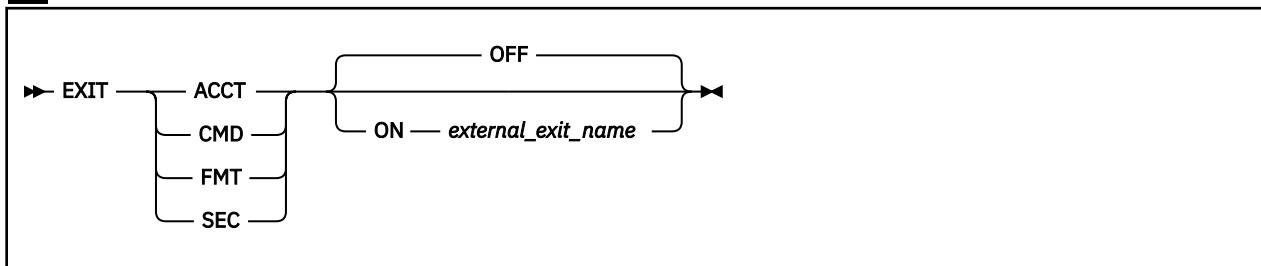 OFF
EXIT ACCT
CMD ON external_exit_name
FMT
SEC